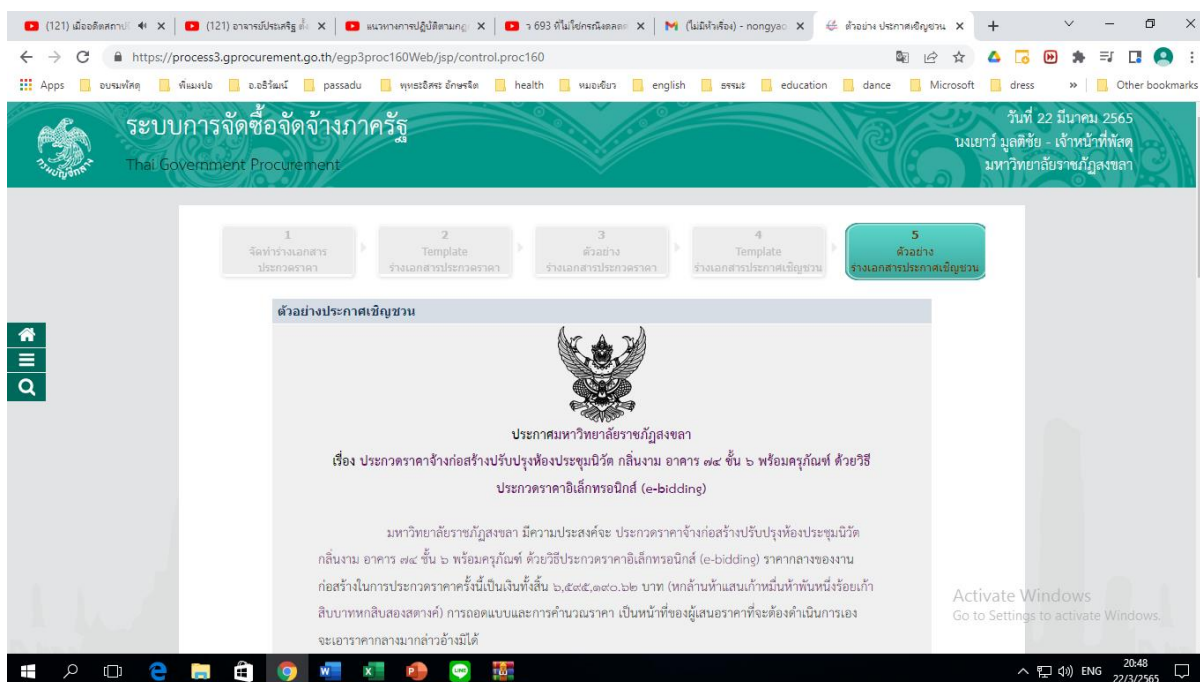 (121) เมื่ออดีตสถาบั
(121) อาจารย์ประเสริฐ ตั้ง
แนวทางการปฏิบัติตามกฎ
ว 693 ที่ไม่ใช่กรณีตลอดร
(ไม่มีหัวเรื่อง) - nongyao
ตัวอย่าง ประกาศเชิญชวน
https://process3.gprocurement.go.th/egp3proc160Web/jsp/control.proc160
Apps อบรมพัสดุ พี่แมบ่อ อ.อธิวัฒน์ passadu พุทธะอิสระ อักษรจิต health หมอเขียว english ธรรมะ education dance Microsoft dress » Other bookmarks
ระบบการจัดซื้อจัดจ้างภาครัฐ
Thai Government Procurement
กรมบัญชีกลาง
วันที่ 22 มีนาคม 2565
นงเยาว์ มูลติชัย - เจ้าหน้าที่พัสดุ
มหาวิทยาลัยราชภัฏสงขลา
1
จัดทำร่างเอกสาร
ประกวดราคา
2
Template
ร่างเอกสารประกวดราคา
3
ตัวอย่าง
ร่างเอกสารประกวดราคา
4
Template
ร่างเอกสารประกาศเชิญชวน
5
ตัวอย่าง
ร่างเอกสารประกาศเชิญชวน
ตัวอย่างประกาศเชิญชวน
ประกาศมหาวิทยาลัยราชภัฏสงขลา
เรื่อง ประกวดราคาจ้างก่อสร้างปรับปรุงห้องประชุมนิวัต กลิ่นงาม อาคาร ๗๔ ชั้น ๖ พร้อมครุภัณฑ์ ด้วยวิธี
ประกวดราคาอิเล็กทรอนิกส์ (e-bidding)
มหาวิทยาลัยราชภัฏสงขลา มีความประสงค์จะ ประกวดราคาจ้างก่อสร้างปรับปรุงห้องประชุมนิวัต
กลิ่นงาม อาคาร ๗๔ ชั้น ๖ พร้อมครุภัณฑ์ ด้วยวิธีประกวดราคาอิเล็กทรอนิกส์ (e-bidding) ราคากลางของงาน
ก่อสร้างในการประกวดราคาครั้งนี้เป็นเงินทั้งสิ้น ๖,๕๙๕,๑๙๐.๖๒ บาท (หกล้านห้าแสนเก้าหมื่นห้าพันหนึ่งร้อยเก้า
สิบบาทหกสิบสองสตางค์) การถอดแบบและการคำนวณราคา เป็นหน้าที่ของผู้เสนอราคาที่จะต้องดำเนินการเอง
จะเอาราคากลางมากล่าวอ้างมิได้
Activate Windows
Go to Settings to activate Windows.
ENG
20:48
22/3/2565